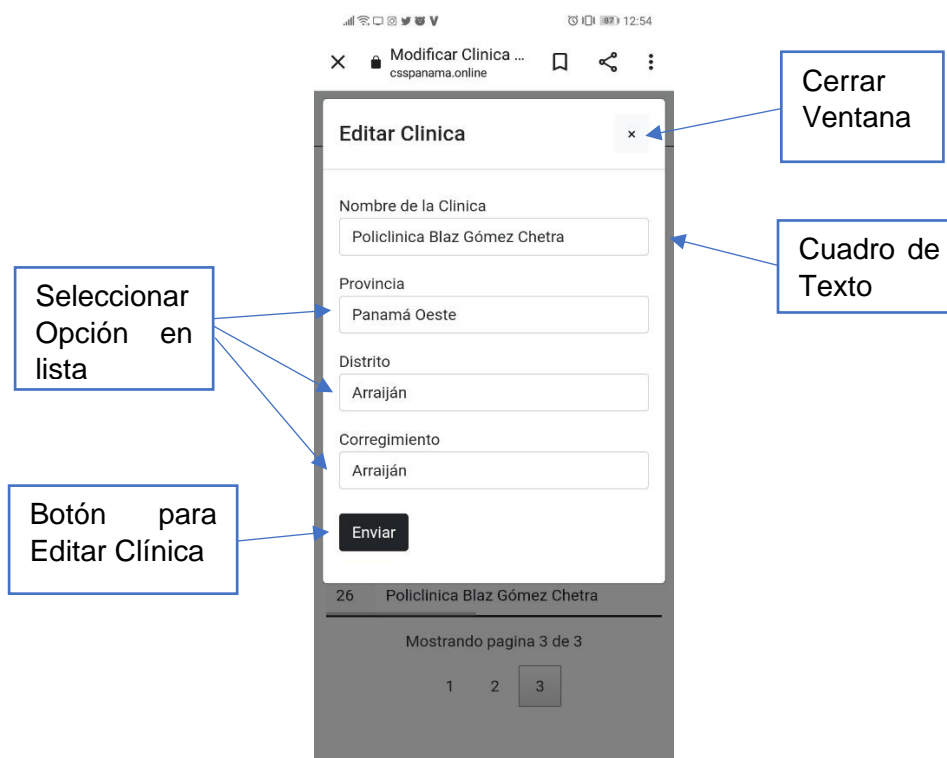 87 12:54
Modificar Clinica ...
csspanama.online
Cerrar
Ventana
Editar Clinica
×
Nombre de la Clinica
Policlinica Blaz Gómez Chetra
Cuadro de
Texto
Seleccionar
Opción en
lista
Provincia
Panamá Oeste
Distrito
Arraiján
Corregimiento
Arraiján
Botón para
Editar Clínica
Enviar
26 Policlinica Blaz Gómez Chetra
Mostrando pagina 3 de 3
1 2 3